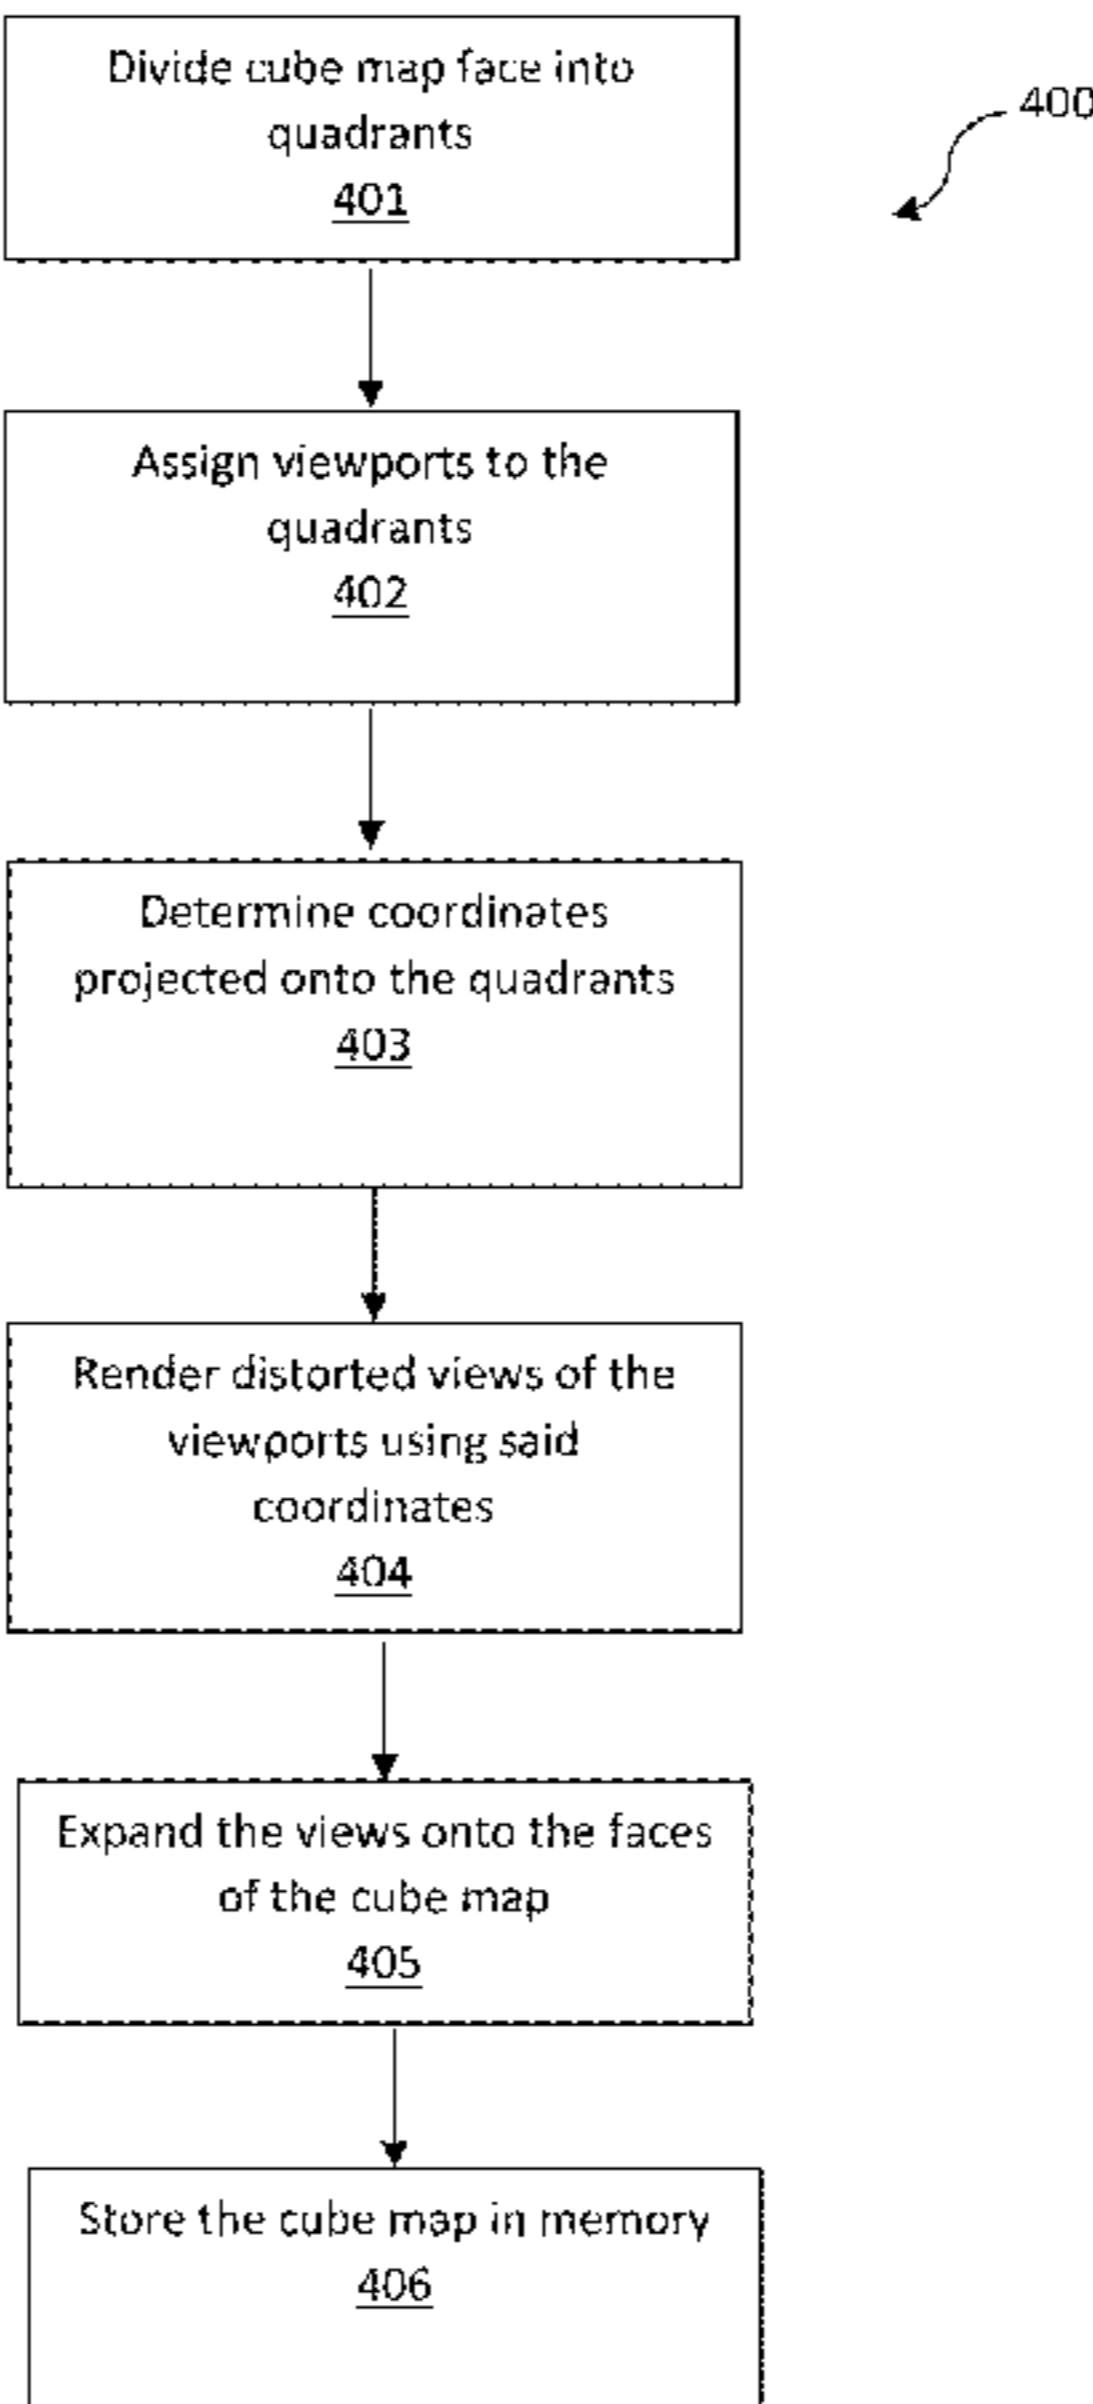 Divide cube map face into
quadrants
401
400
Assign viewports to the
quadrants
402
Determine coordinates
projected onto the quadrants
403
Render distorted views of the
viewports using said
coordinates
404
Expand the views onto the faces
of the cube map
405
Store the cube map in memory
406